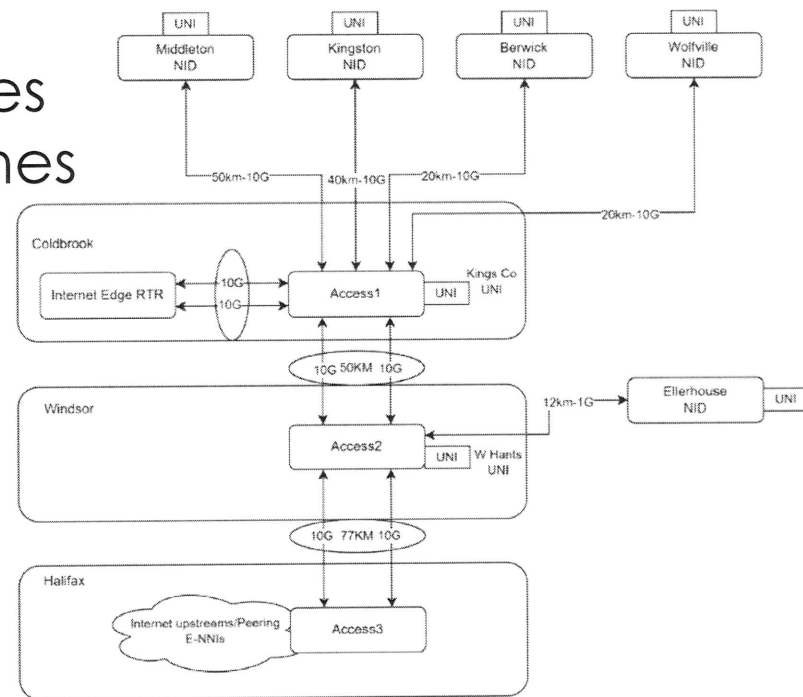 UNI
Middleton
NID
UNI
Kingston
NID
UNI
Berwick
NID
UNI
Wolfville
NID
es
nes
50km-10G
40km-10G
20km-10G
20km-10G
Coldbrook
Internet Edge RTR
10G
10G
Access1
UNI
Kings Co
UNI
10G 50KM 10G
Windsor
Access2
UNI
W Hants
UNI
12km-1G
Ellerhouse
NID
UNI
10G 77KM 10G
Halifax
Internet upstreams/Peering
E-NNIs
Access3